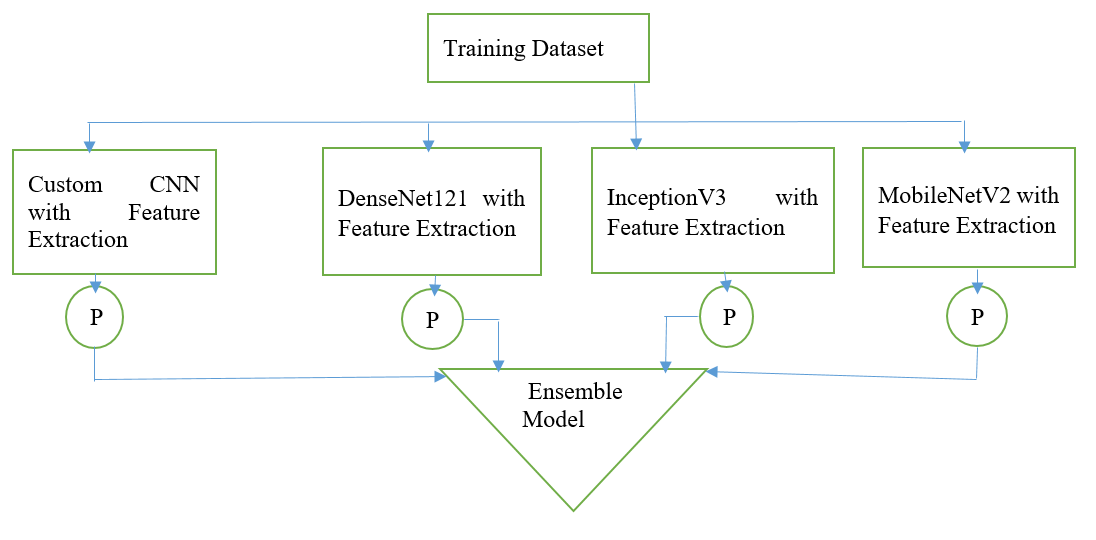 Training Dataset
Custom CNN
with Feature
Extraction
DenseNet121 with
Feature Extraction
InceptionV3 with
Feature Extraction
MobileNetV2 with
Feature Extraction
P
P
P
P
Ensemble
Model